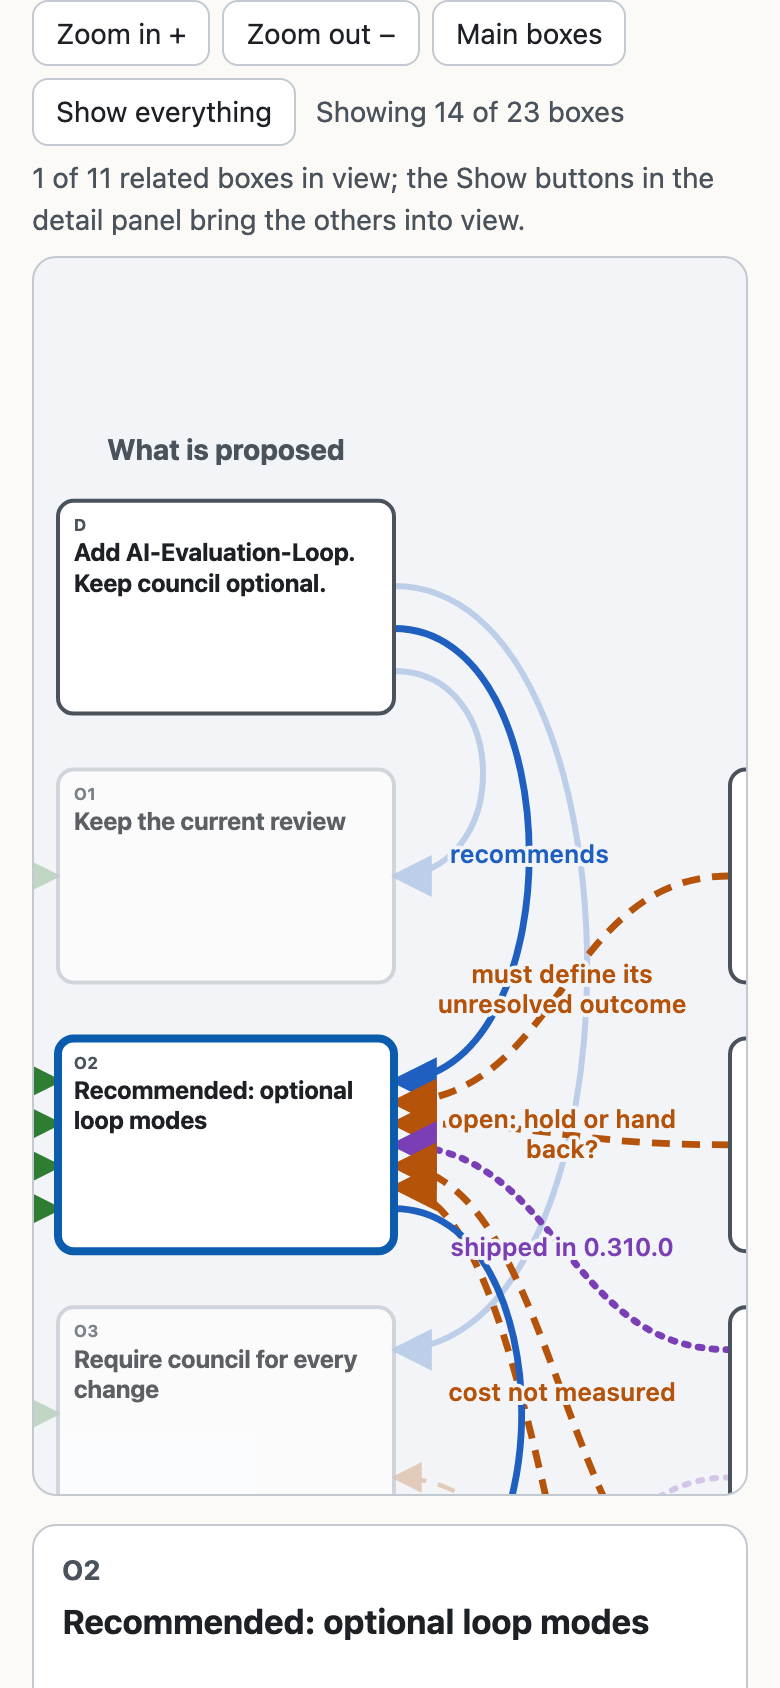 Zoom in +
Zoom out –
Main boxes
Show everything
Showing 14 of 23 boxes
1 of 11 related boxes in view; the Show buttons in the
detail panel bring the others into view.
What is proposed
D
Add AI-Evaluation-Loop.
Keep council optional.
O1
Keep the current review
recommends
must define its
unresolved outcome
O2
Recommended: optional
loop modes
open: hold or hand
back?
shipped in 0.310.0
O3
Require council for every
change
cost not measured
O2
Recommended: optional loop modes